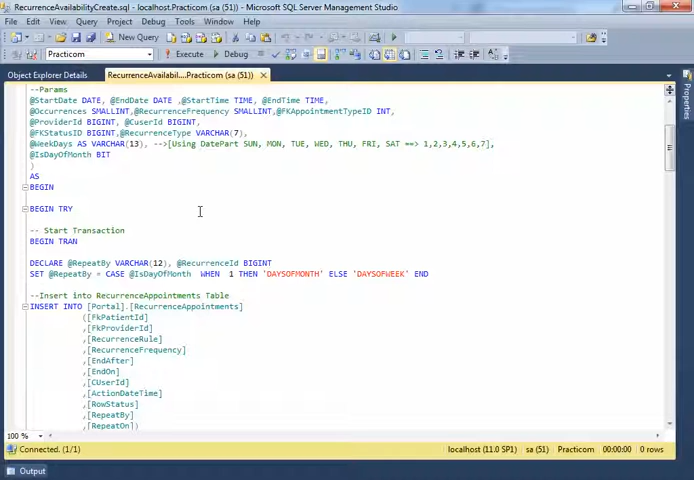 RecurrenceAvailabilityCreate.sql - localhost.Practicom (sa (51)) - Microsoft SQL Server Management Studio
File Edit View Query Project Debug Tools Window Help
New Query
Practicom Execute Debug
Object Explorer Details RecurrenceAvailabil....Practicom (sa (51))
Properties
--Params
@StartDate DATE, @EndDate DATE ,@StartTime TIME, @EndTime TIME,
@Occurrences SMALLINT,@RecurrenceFrequency SMALLINT,@FKAppointmentTypeID INT,
@ProviderId BIGINT, @CuserId BIGINT,
@FKStatusID BIGINT,@RecurrenceType VARCHAR(7),
@WeekDays AS VARCHAR(13), -->[Using DatePart SUN, MON, TUE, WED, THU, FRI, SAT ==> 1,2,3,4,5,6,7],
@IsDayOfMonth BIT
)
AS
BEGIN
BEGIN TRY
-- Start Transaction
BEGIN TRAN
DECLARE @RepeatBy VARCHAR(12), @RecurrenceId BIGINT
SET @RepeatBy = CASE @IsDayOfMonth WHEN 1 THEN 'DAYSOFMONTH' ELSE 'DAYSOFWEEK' END
--Insert into RecurrenceAppointments Table
INSERT INTO [Portal].[RecurrenceAppointments]
([FkPatientId]
,[FkProviderId]
,[RecurrenceRule]
,[RecurrenceFrequency]
,[EndAfter]
,[EndOn]
,[CUserId]
,[ActionDateTime]
,[RowStatus]
,[RepeatBy]
,[RepeatOn])
100 %
Connected. (1/1) localhost (11.0 SP1) sa (51) Practicom 00:00:00 0 rows
Output